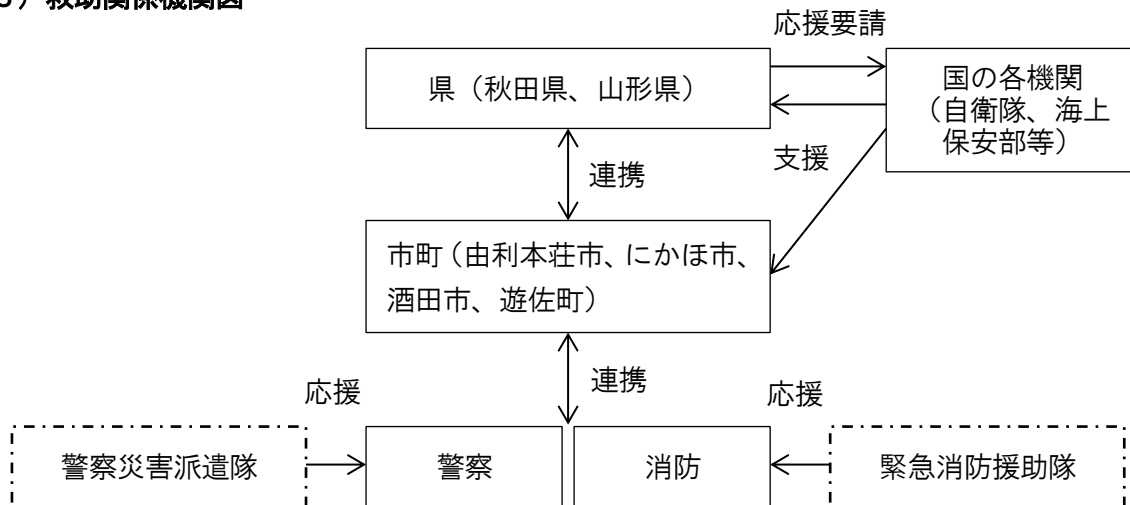 ）救助関係機関図
応援要請
県（秋田県、山形県）
国の各機関
（自衛隊、海上
保安部等）
支援
連携
市町（由利本荘市、にかほ市、
酒田市、遊佐町）
連携
応援
応援
警察災害派遣隊
警察
消防
緊急消防援助隊